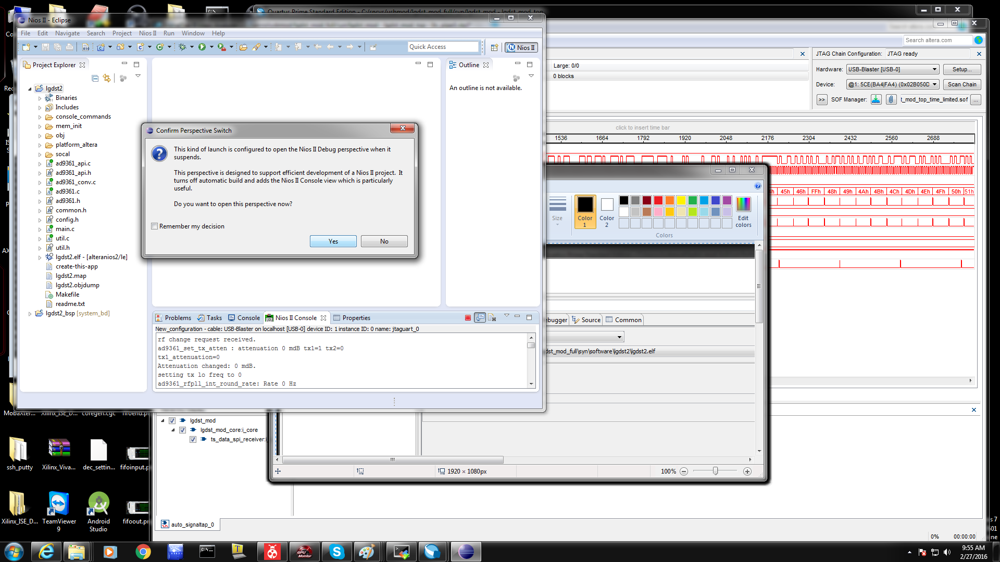 Nios II - Eclipse
File Edit Navigate Search Project Nios II Run Window Help
Quick Access
Nios II
Project Explorer
lgdst2
Binaries
Includes
console_commands
mem_init
obj
platform_altera
socal
ad9361_api.c
ad9361_api.h
ad9361_conv.c
ad9361.c
ad9361.h
common.h
config.h
main.c
util.c
util.h
lgdst2.elf - [alteranios2/le]
create-this-app
lgdst2.map
lgdst2.objdump
Makefile
readme.txt
lgdst2_bsp [system_bd]
Outline
An outline is not available.
Confirm Perspective Switch
This kind of launch is configured to open the Nios II Debug perspective when it
suspends.
This perspective is designed to support efficient development of a Nios II project. It
turns off automatic build and adds the Nios II Console view which is particularly
useful.
Do you want to open this perspective now?
Remember my decision
Yes No
Problems Tasks Console Nios II Console Properties
New_configuration - cable: USB-Blaster on localhost [USB-0] device ID: 1 instance ID: 0 name: jtaguart_0
rf change request received.
ad9361_set_tx_atten : attenuation 0 mdB tx1=1 tx2=0
tx1_attenuation=0
Attenuation changed: 0 mdB.
setting tx lo freq to 0
ad9361_rfpll_int_round_rate: Rate 0 Hz
Quartus Prime Standard Edition - C:/sgcvs/usbmod/lgdst_mod_full/syn/lgdst_mod - lgdst_mod_top
Search altera.com
Large: 0/0
0 blocks
JTAG Chain Configuration: JTAG ready
Hardware: USB-Blaster [USB-0] Setup...
Device: @1: 5CE(BA4|FA4) (0x02B050D Scan Chain
>> SOF Manager: t_mod_top_time_limited.sof ...
click to insert time bar
1536 1664 1792 1920 2048 2176 2304 2432 2560 2688
45h 46h FFh 48h 49h 4Ah 4Bh 4Ch 4Dh 4Eh 4Fh 50h 51h
Size
Color
1
Color
2
Edit
colors
Colors
ebugger Source Common
dst_mod_full\syn\software\lgdst2\lgdst2.elf
1920 × 1080px
100%
lgdst_mod
lgdst_mod_core:i_core
ts_data_spi_receiver:i_
auto_signaltap_0
0% 00:00:00
MobaXter... Xilinx_ISE_D... coregen.cgc fifoend.p
ssh_putty
Xilinx_Viva...
dec_settin...
fifoinput.p
Xilinx_ISE_D...
TeamViewer
9
Android
Studio
fifoout.p
9:55 AM
2/27/2016